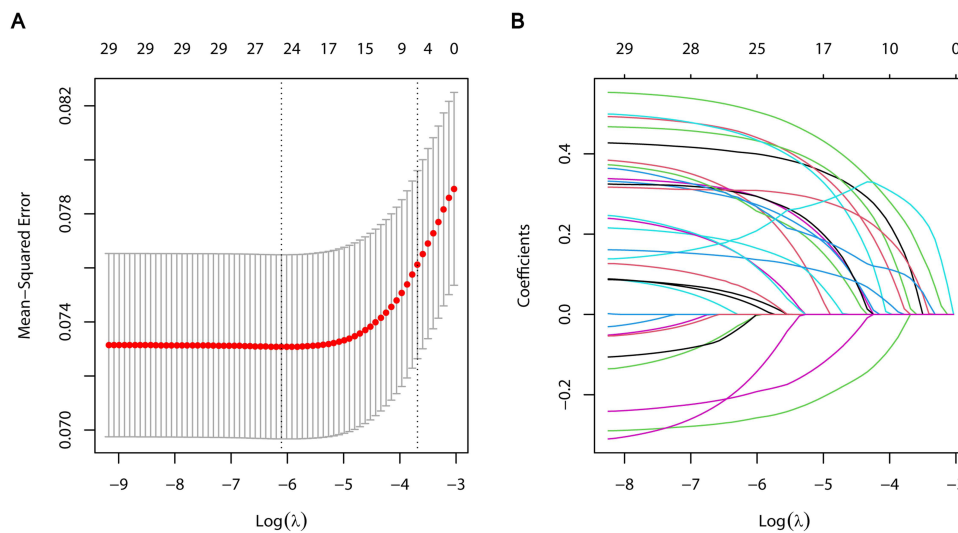 A
29 29 29 29 27 24 17 15 9 4 0
Mean-Squared Error
0.082
0.078
0.074
0.070
−9 −8 −7 −6 −5 −4 −3
Log(λ)
B
29 28 25 17 10 0
Coefficients
0.4
0.2
0.0
−0.2
−8 −7 −6 −5 −4
Log(λ)